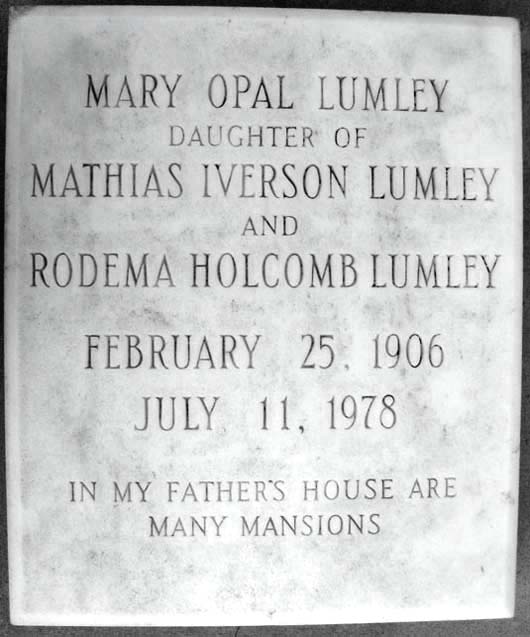 MARY OPAL LUMLEY
DAUGHTER OF
MATHIAS IVERSON LUMLEY
AND
RODEMA HOLCOMB LUMLEY
FEBRUARY 25, 1906
JULY 11, 1978
IN MY FATHER'S HOUSE ARE
MANY MANSIONS